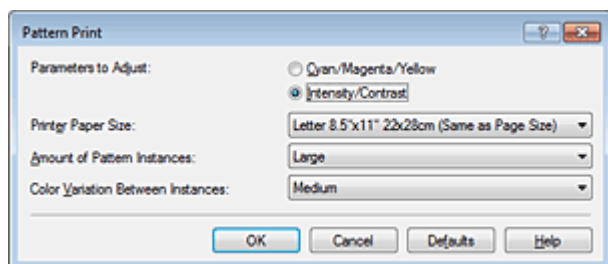 Pattern Print
Parameters to Adjust:
Cyan/Magenta/Yellow
Intensity/Contrast
Printer Paper Size: Letter 8.5"x11" 22x28cm (Same as Page Size)
Amount of Pattern Instances: Large
Color Variation Between Instances: Medium
OK Cancel Defaults Help